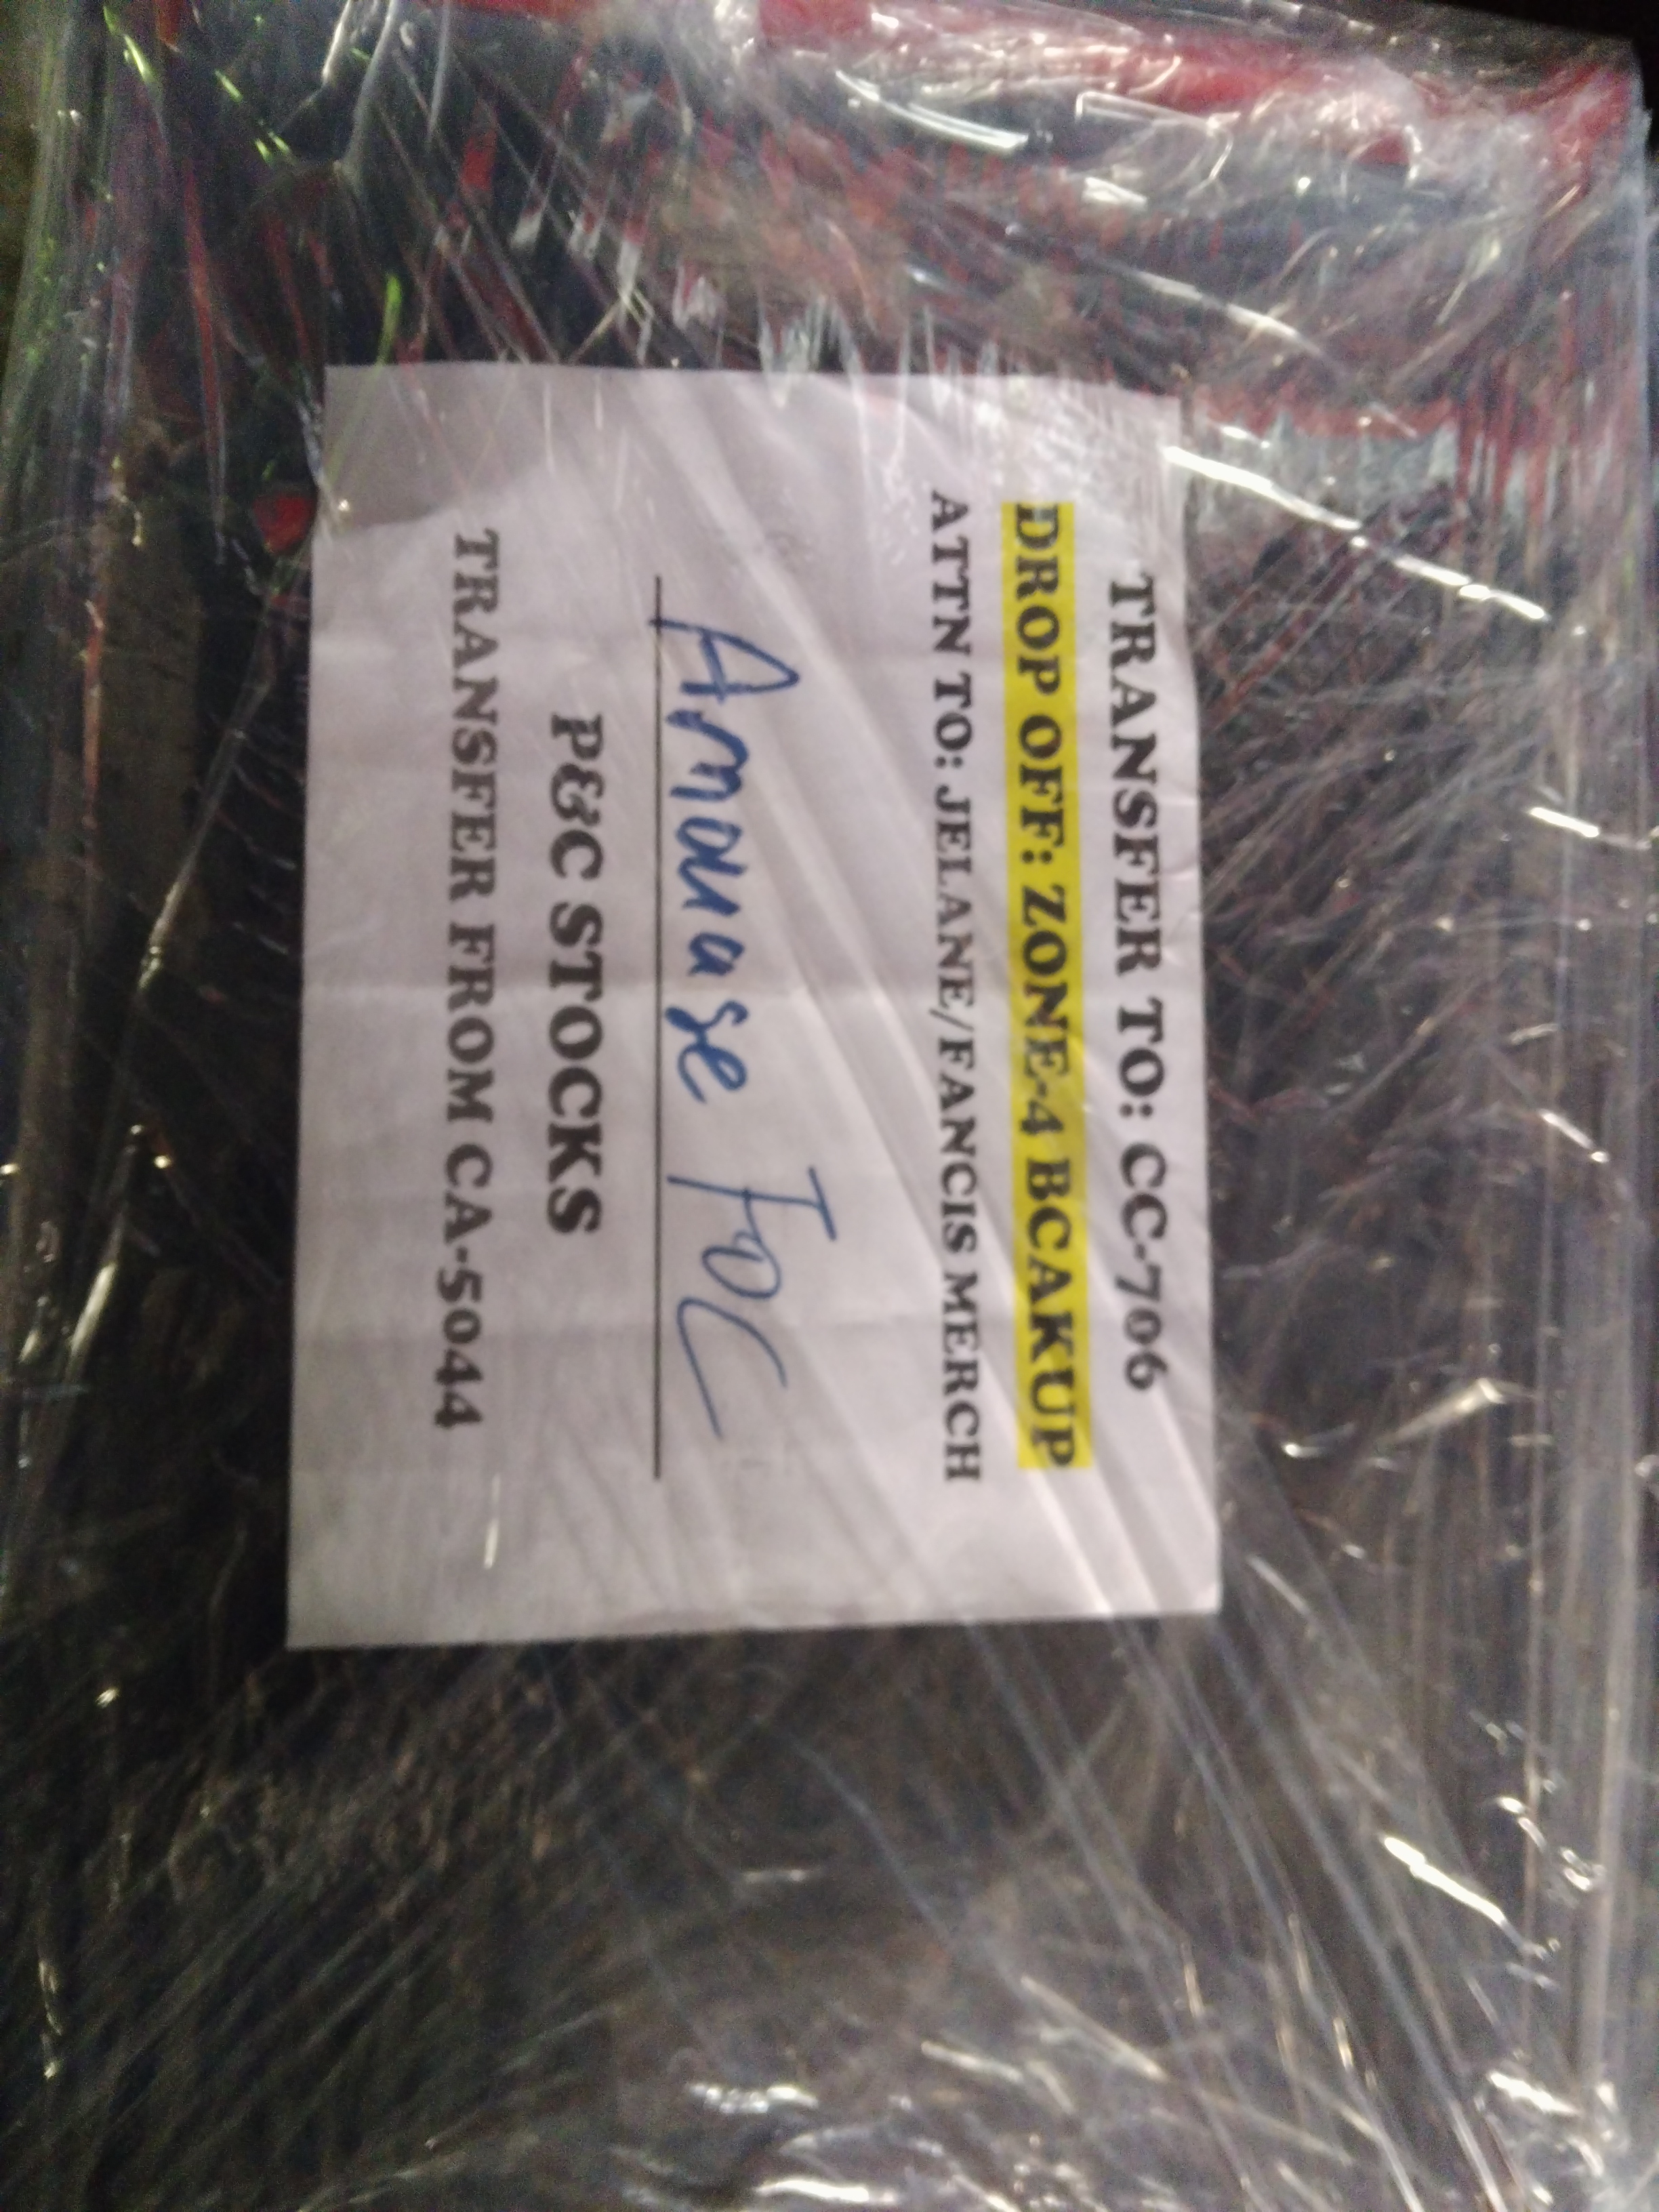 TRANSFER TO: CC-706
DROP OFF: ZONE-4 BCAKUP
ATTN TO: JELANE/FANCIS MERCH
Amouase FOC
P&C STOCKS
TRANSFER FROM CA-5044